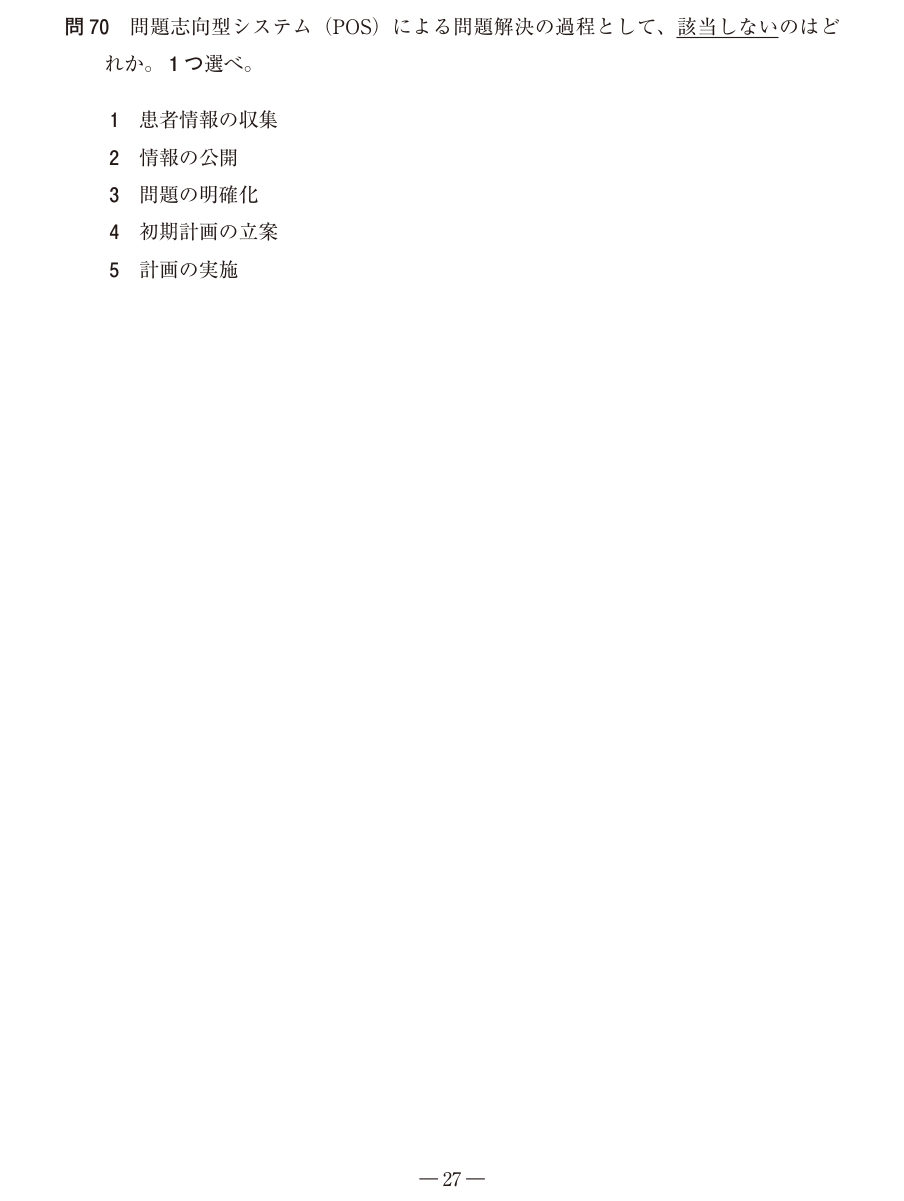 問 70　問題志向型システム（POS）による問題解決の過程として、該当しないのはど
れか。1 つ選べ。
1　患者情報の収集
2　情報の公開
3　問題の明確化
4　初期計画の立案
5　計画の実施
― 27 ―